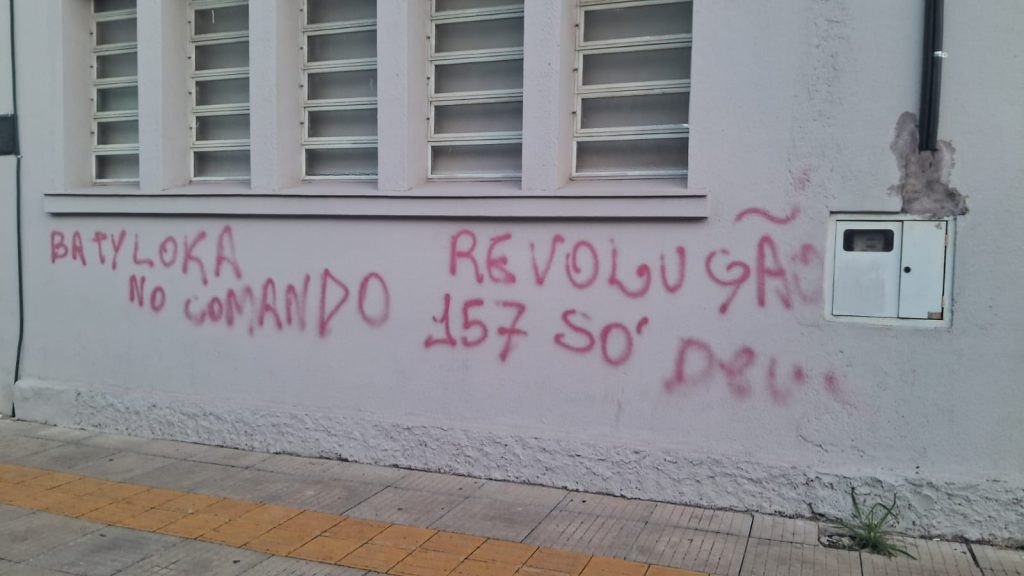 BATYLOKA
NO COMANDO
REVOLUÇÃO
157 SÓ